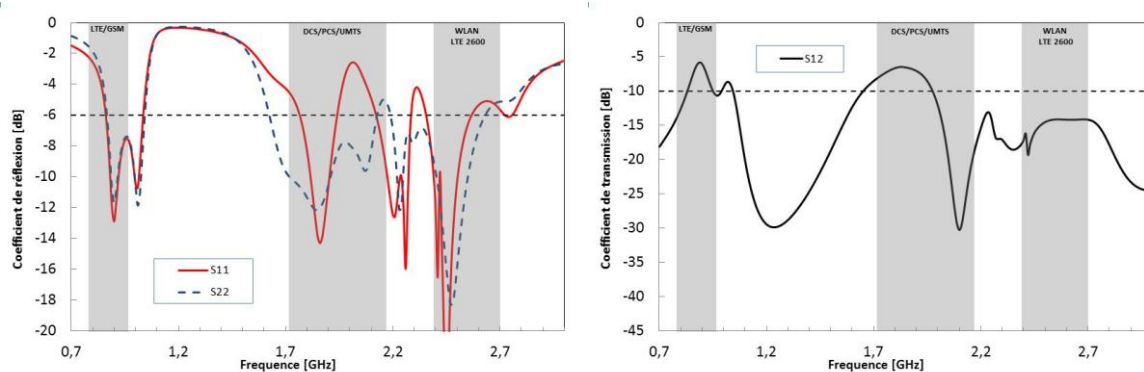 LTE/GSM
DCS/PCS/UMTS
WLAN
LTE 2600
0
-2
-4
-6
-8
-10
-12
-14
-16
-18
-20
Coefficient de réflexion [dB]
S11
S22
0,7
1,2
1,7
2,2
2,7
Frequence [GHz]
LTE/GSM
DCS/PCS/UMTS
WLAN
LTE 2600
0
-5
-10
-15
-20
-25
-30
-35
-40
-45
Coefficient de transmission [dB]
S12
0,7
1,2
1,7
2,2
2,7
Frequence [GHz]